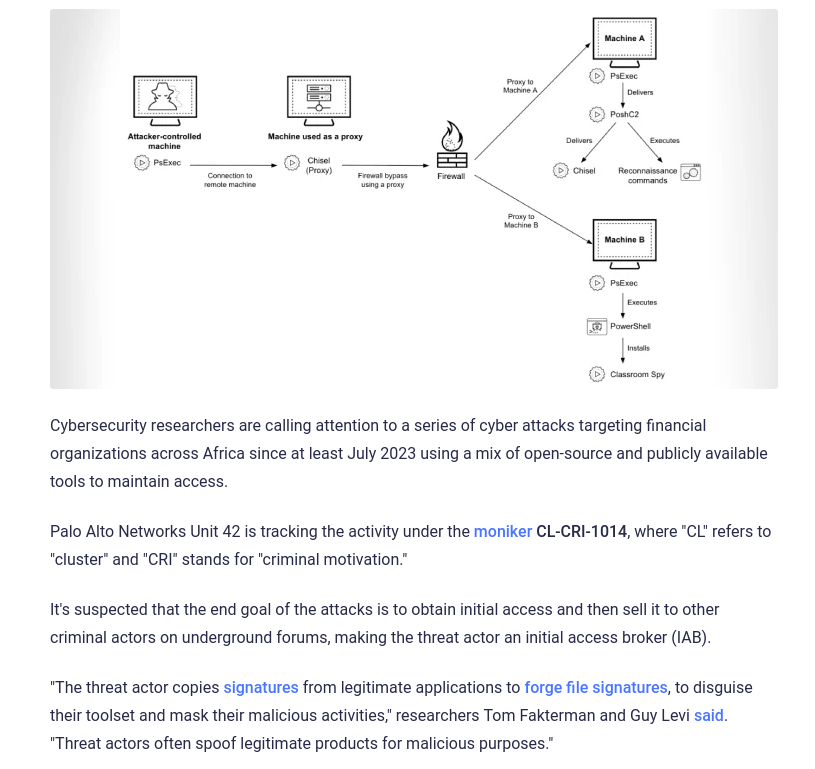 Machine A
PsExec
Delivers
PoshC2
Delivers
Executes
Chisel
Reconnaissance
commands
Proxy to
Machine A
Attacker-controlled
machine
PsExec
Connection to
remote machine
Machine used as a proxy
Chisel
(Proxy)
Firewall bypass
using a proxy
Firewall
Proxy to
Machine B
Machine B
PsExec
Executes
PowerShell
Installs
Classroom Spy
Cybersecurity researchers are calling attention to a series of cyber attacks targeting financial
organizations across Africa since at least July 2023 using a mix of open-source and publicly available
tools to maintain access.
Palo Alto Networks Unit 42 is tracking the activity under the moniker CL-CRI-1014, where "CL" refers to
"cluster" and "CRI" stands for "criminal motivation."
It's suspected that the end goal of the attacks is to obtain initial access and then sell it to other
criminal actors on underground forums, making the threat actor an initial access broker (IAB).
"The threat actor copies signatures from legitimate applications to forge file signatures, to disguise
their toolset and mask their malicious activities," researchers Tom Fakterman and Guy Levi said.
"Threat actors often spoof legitimate products for malicious purposes."